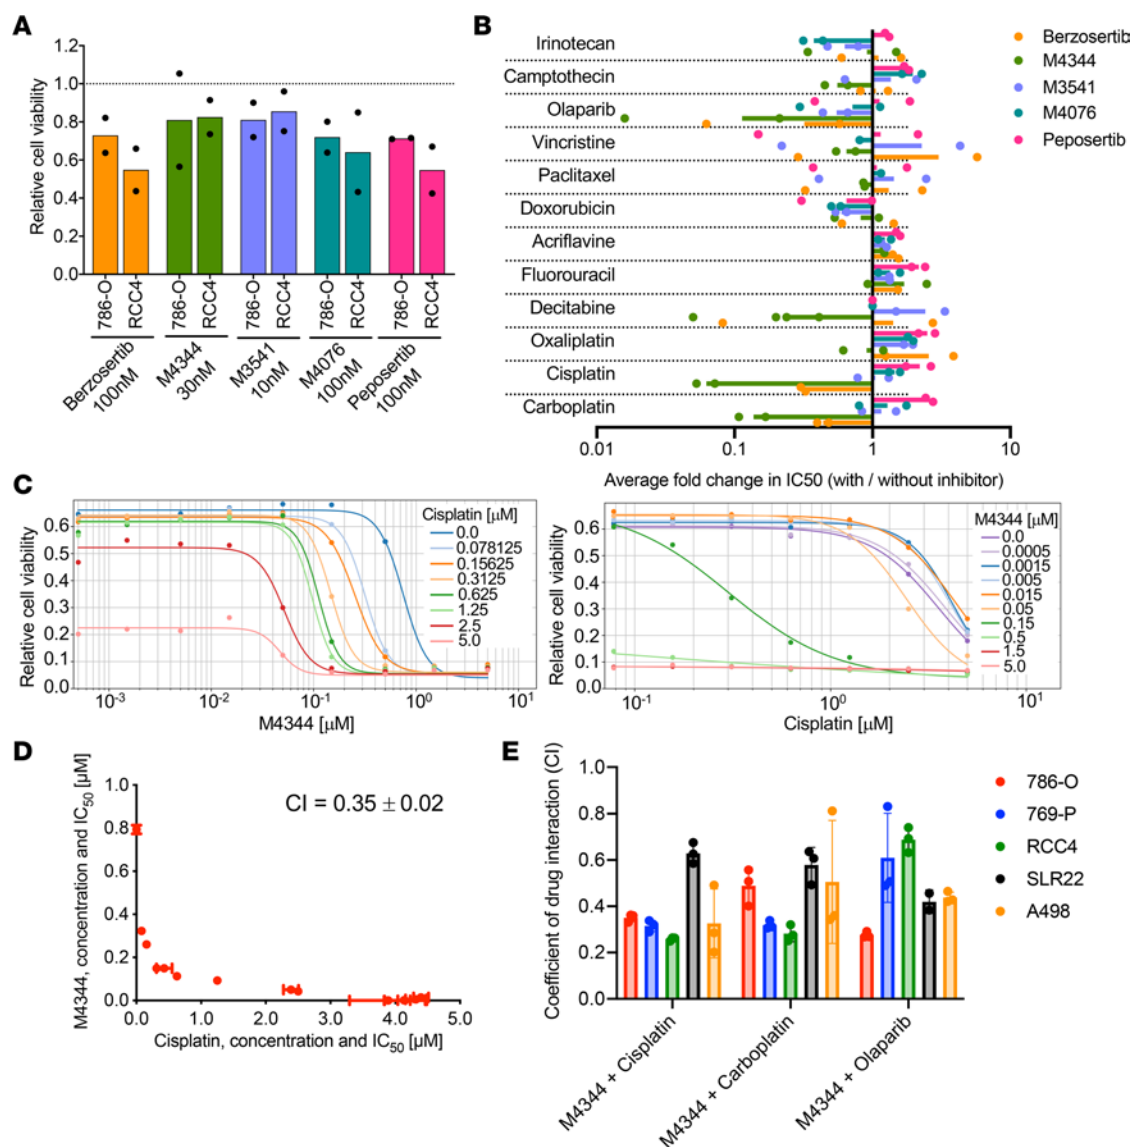 A
Relative cell viability
1.2
1.0
0.8
0.6
0.4
0.2
0.0
786-O
RCC4
786-O
RCC4
786-O
RCC4
786-O
RCC4
786-O
RCC4
Berzosertib
100nM
M4344
30nM
M3541
10nM
M4076
100nM
Peposertib
100nM
B
Irinotecan
Camptothecin
Olaparib
Vincristine
Paclitaxel
Doxorubicin
Acriflavine
Fluorouracil
Decitabine
Oxaliplatin
Cisplatin
Carboplatin
0.01
0.1
1
10
Average fold change in IC50 (with / without inhibitor)
Berzosertib
M4344
M3541
M4076
Peposertib
C
Relative cell viability
0.6
0.5
0.4
0.3
0.2
0.1
0.0
10-3
10-2
10-1
100
101
M4344 [µM]
Cisplatin [µM]
0.0
0.078125
0.15625
0.3125
0.625
1.25
2.5
5.0
Relative cell viability
0.6
0.5
0.4
0.3
0.2
0.1
0.0
10-1
100
101
Cisplatin [µM]
M4344 [µM]
0.0
0.0005
0.0015
0.005
0.015
0.05
0.15
0.5
1.5
5.0
D
M4344, concentration and IC50 [µM]
1.0
0.8
0.6
0.4
0.2
0.0
CI = 0.35 ± 0.02
0.0
1.0
2.0
3.0
4.0
5.0
Cisplatin, concentration and IC50 [µM]
E
Coefficient of drug interaction (CI)
1.0
0.8
0.6
0.4
0.2
0.0
M4344 + Cisplatin
M4344 + Carboplatin
M4344 + Olaparib
786-O
769-P
RCC4
SLR22
A498